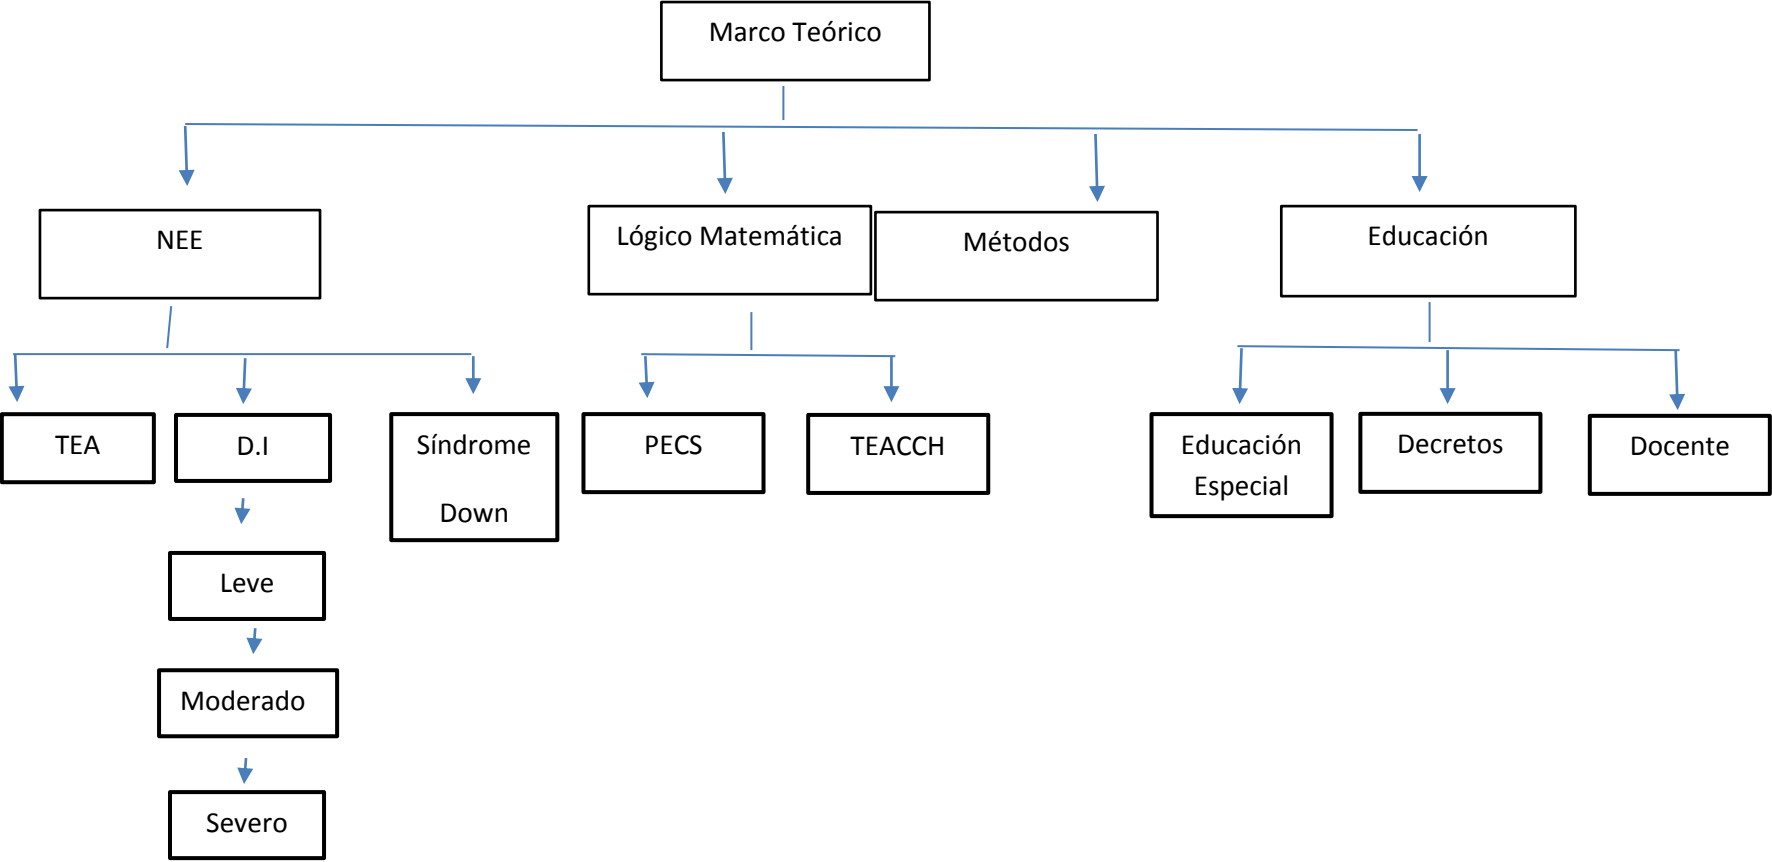 Marco Teórico
NEE
Lógico Matemática
Métodos
Educación
TEA
D.I
Síndrome
Down
PECS
TEACCH
Educación
Especial
Decretos
Docente
Leve
Moderado
Severo